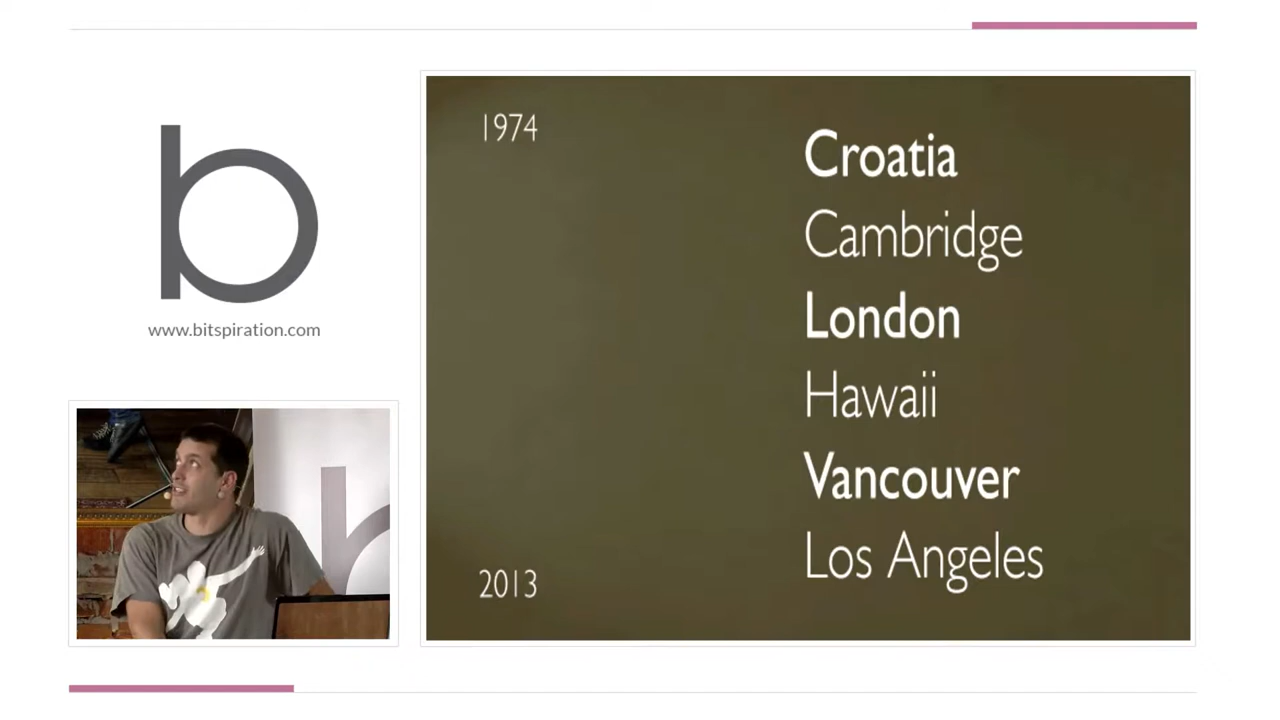 b
www.bitspiration.com
1974
Croatia
Cambridge
London
Hawaii
Vancouver
Los Angeles
2013
b